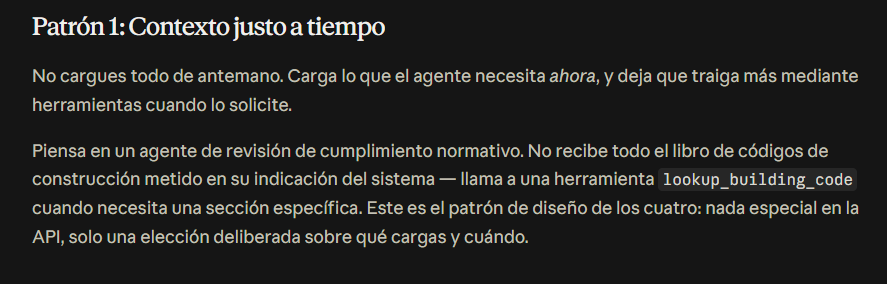 Patrón 1: Contexto justo a tiempo
No cargues todo de antemano. Carga lo que el agente necesita ahora, y deja que traiga más mediante
herramientas cuando lo solicite.
Piensa en un agente de revisión de cumplimiento normativo. No recibe todo el libro de códigos de
construcción metido en su indicación del sistema — llama a una herramienta lookup_building_code
cuando necesita una sección específica. Este es el patrón de diseño de los cuatro: nada especial en la
API, solo una elección deliberada sobre qué cargas y cuándo.